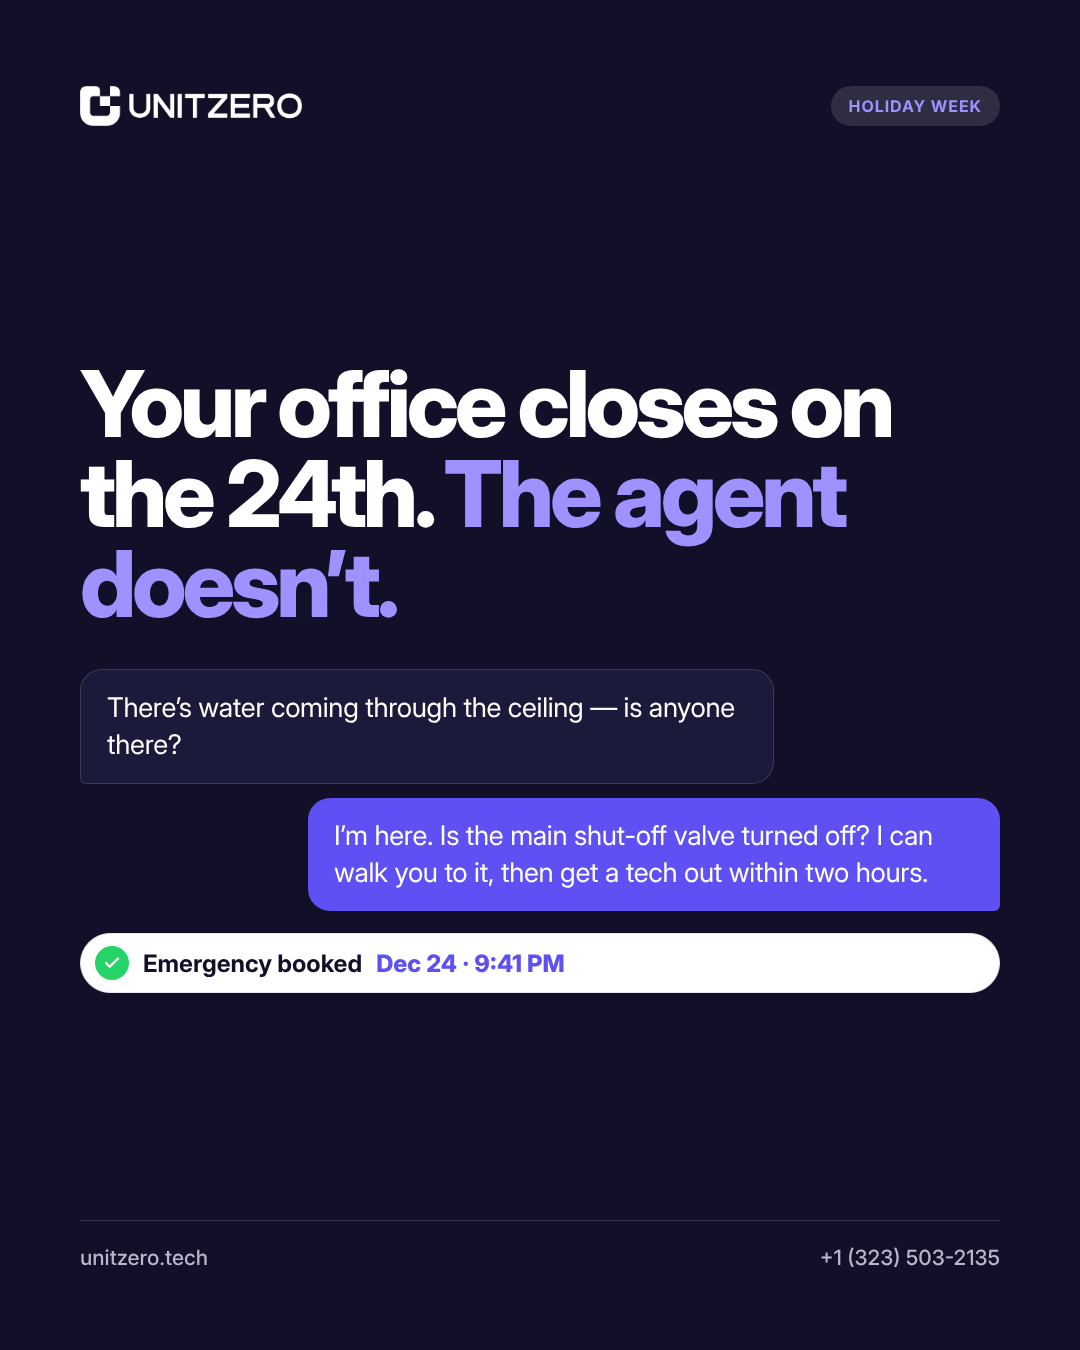 UNITZERO
HOLIDAY WEEK
Your office closes on
the 24th. The agent
doesn’t.
There’s water coming through the ceiling — is anyone
there?
I’m here. Is the main shut-off valve turned off? I can
walk you to it, then get a tech out within two hours.
Emergency booked Dec 24 · 9:41 PM
unitzero.tech
+1 (323) 503-2135